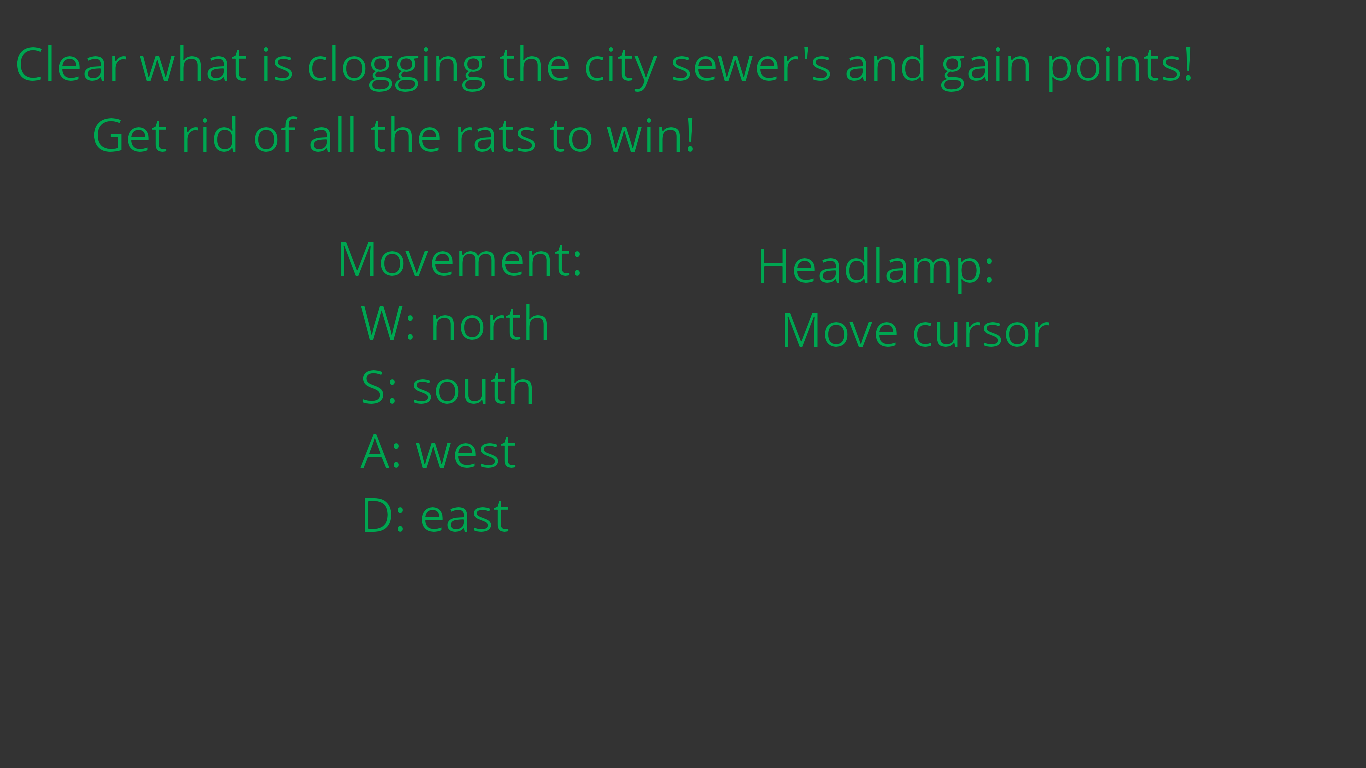 Clear what is clogging the city sewer's and gain points!
Get rid of all the rats to win!
Movement:
W: north
S: south
A: west
D: east
Headlamp:
Move cursor